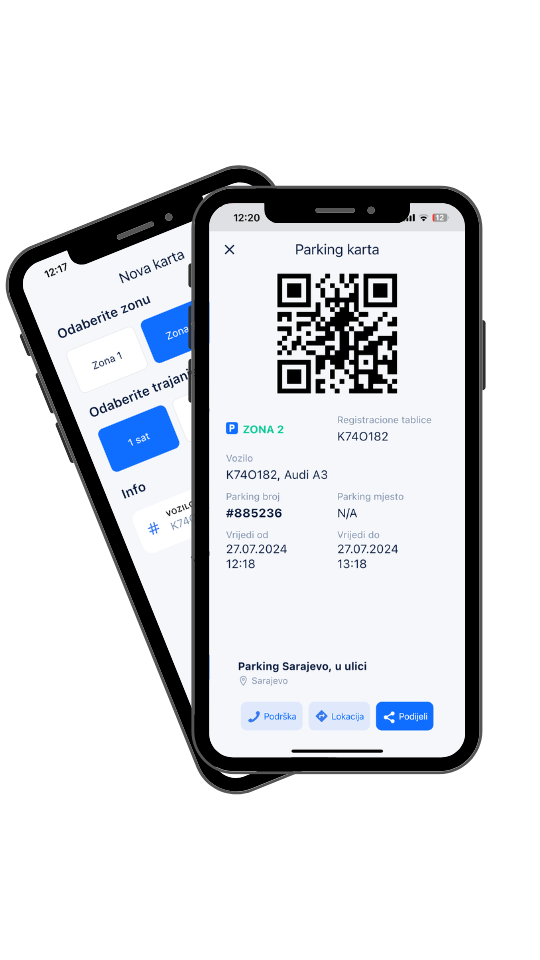 12:17
Nova karta
Odaberite zonu
Zona 1
Zona
Odaberite trajanj
1 sat
Info
VOZILO
K74O
12:20
12
Parking karta
P ZONA 2
Registracione tablice
K74O182
Vozilo
K74O182, Audi A3
Parking broj
Parking mjesto
#885236
N/A
Vrijedi od
Vrijedi do
27.07.2024
27.07.2024
12:18
13:18
Parking Sarajevo, u ulici
Sarajevo
Podrška
Lokacija
Podijeli